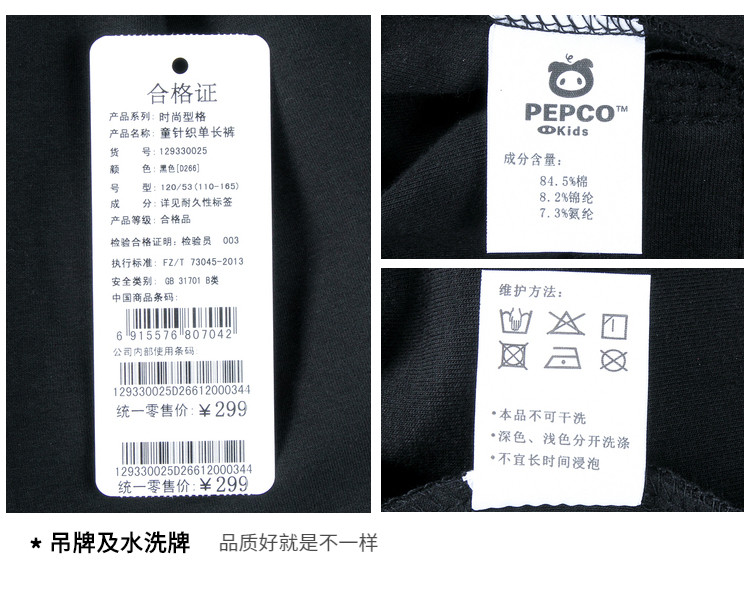 合格证
产品系列: 时尚型格
产品名称: 童针织单长裤
货 号: 129330025
颜 色: 黑色[D266]
号 型: 120/53(110-165)
成 分: 详见耐久性标签
产品等级: 合格品
检验合格证明: 检验员 003
执行标准: FZ/T 73045-2013
安全类别: GB 31701 B类
中国商品条码:
6 915576 807042
公司内部使用条码:
129330025D26612000344
统一零售价: ¥299
129330025D26612000344
统一零售价: ¥299
PEPCO™
Kids
成分含量:
84.5%棉
8.2%锦纶
7.3%氨纶
维护方法:
*本品不可干洗
*深色、浅色分开洗涤
*不宜长时间浸泡
* 吊牌及水洗牌 品质好就是不一样